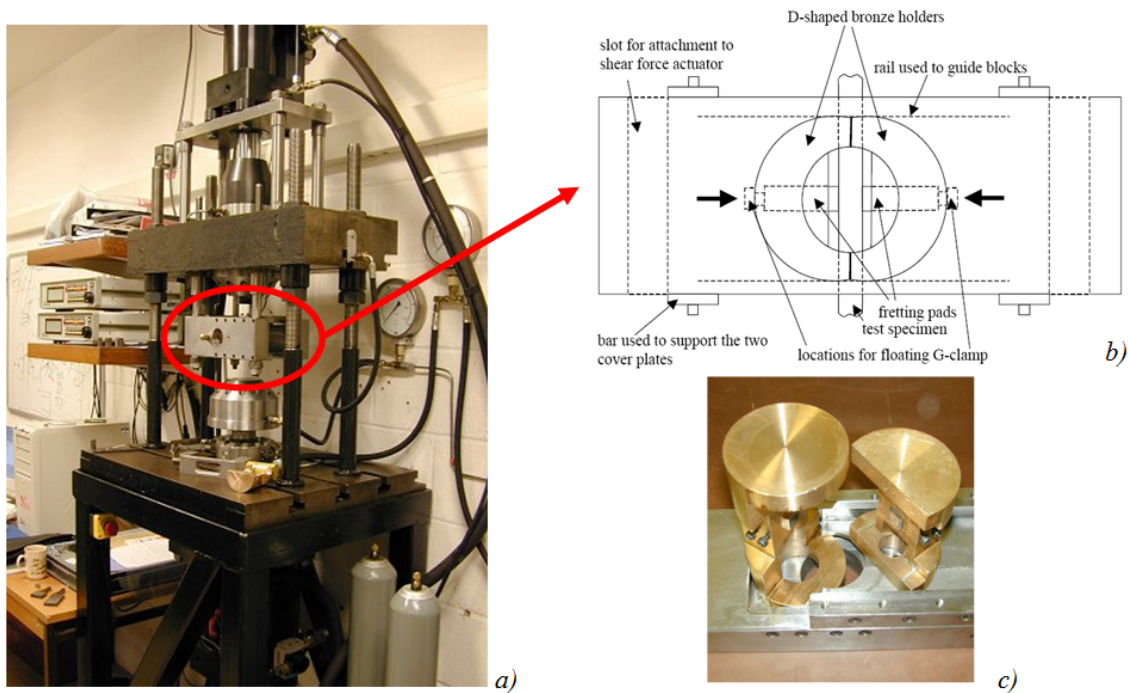 D-shaped bronze holders
slot for attachment to
shear force actuator
rail used to guide blocks
fretting pads
test specimen
bar used to support the two
cover plates
locations for floating G-clamp
b)
a)
c)